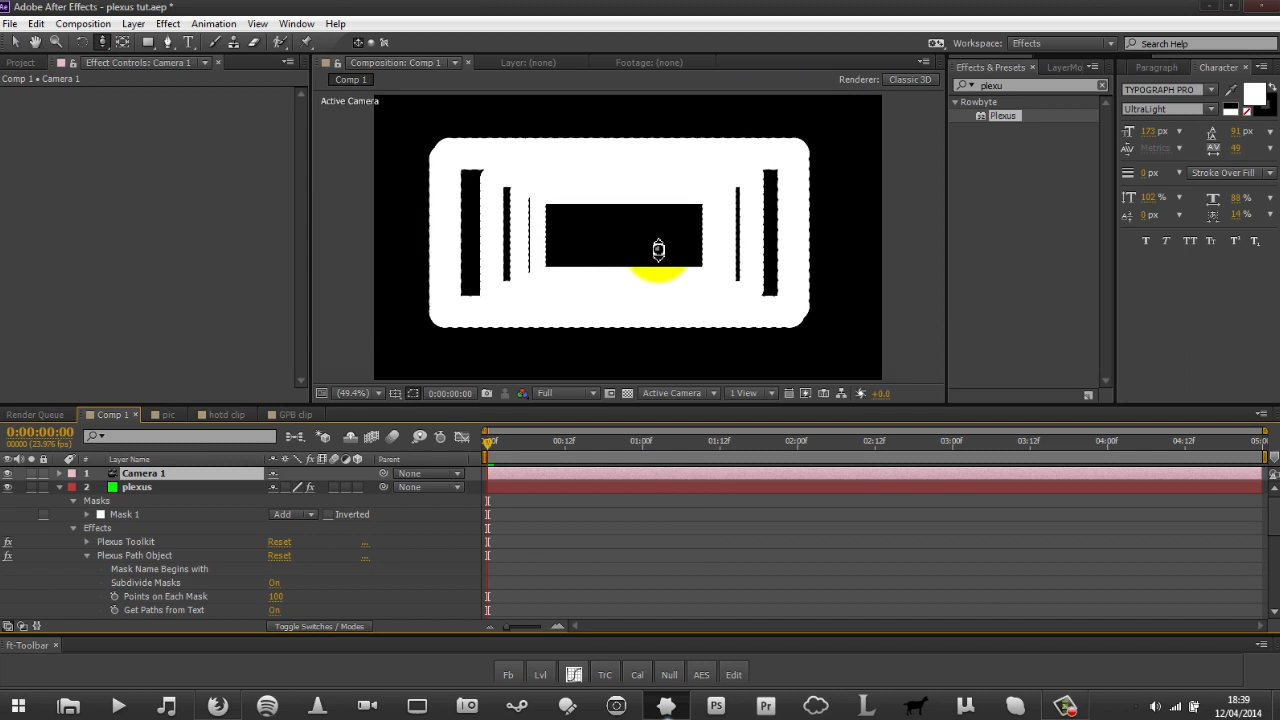 Adobe After Effects - plexus tut.aep *
File Edit Composition Layer Effect Animation View Window Help
Workspace: Effects Search Help
Project Effect Controls: Camera 1 Composition: Comp 1 Layer: (none) Footage: (none) Effects & Presets LayerMo Paragraph Character
Comp 1 • Camera 1 Comp 1 Renderer: Classic 3D plexu TYPOGRAPH PRO
Active Camera Rowbyte UltraLight
Plexus
173 px 91 px
Metrics 49
0 px Stroke Over Fill
102 % 88 %
0 px 14 %
T T TT Tr T¹ T₁
(49.4%) 0:00:00:00 Full Active Camera 1 View +0.0
Render Queue Comp 1 pic hotd clip GPB clip
0:00:00:00
00000 (23.976 fps)
:00f 00:12f 01:00f 01:12f 02:00f 02:12f 03:00f 03:12f 04:00f 04:12f 05:00
# Layer Name Parent
1 Camera 1 None
2 plexus None
Masks
Mask 1 Add Inverted
Effects
Plexus Toolkit Reset ...
Plexus Path Object Reset ...
Mask Name Begins with
Subdivide Masks On
Points on Each Mask 100
Get Paths from Text On
Toggle Switches / Modes
ft-Toolbar
Fb Lvl TrC Cal Null AES Edit
18:39
12/04/2014